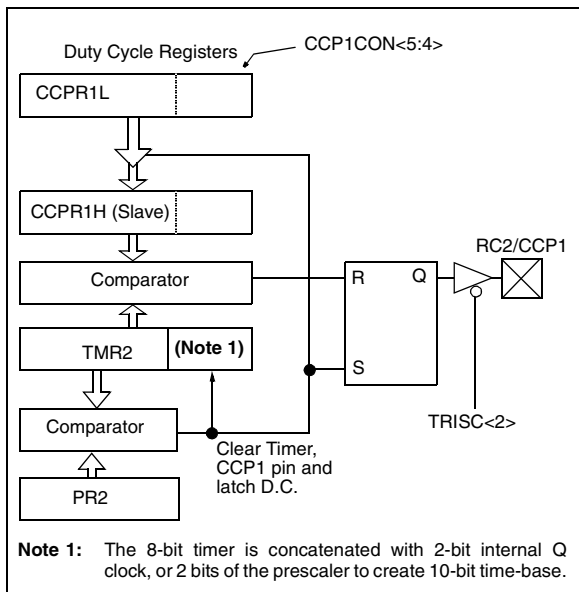 Duty Cycle Registers
CCP1CON<5:4>
CCPR1L
CCPR1H (Slave)
Comparator
R
Q
RC2/CCP1
TMR2
(Note 1)
S
TRISC<2>
Comparator
Clear Timer,
CCP1 pin and
latch D.C.
PR2
Note 1: The 8-bit timer is concatenated with 2-bit internal Q
clock, or 2 bits of the prescaler to create 10-bit time-base.